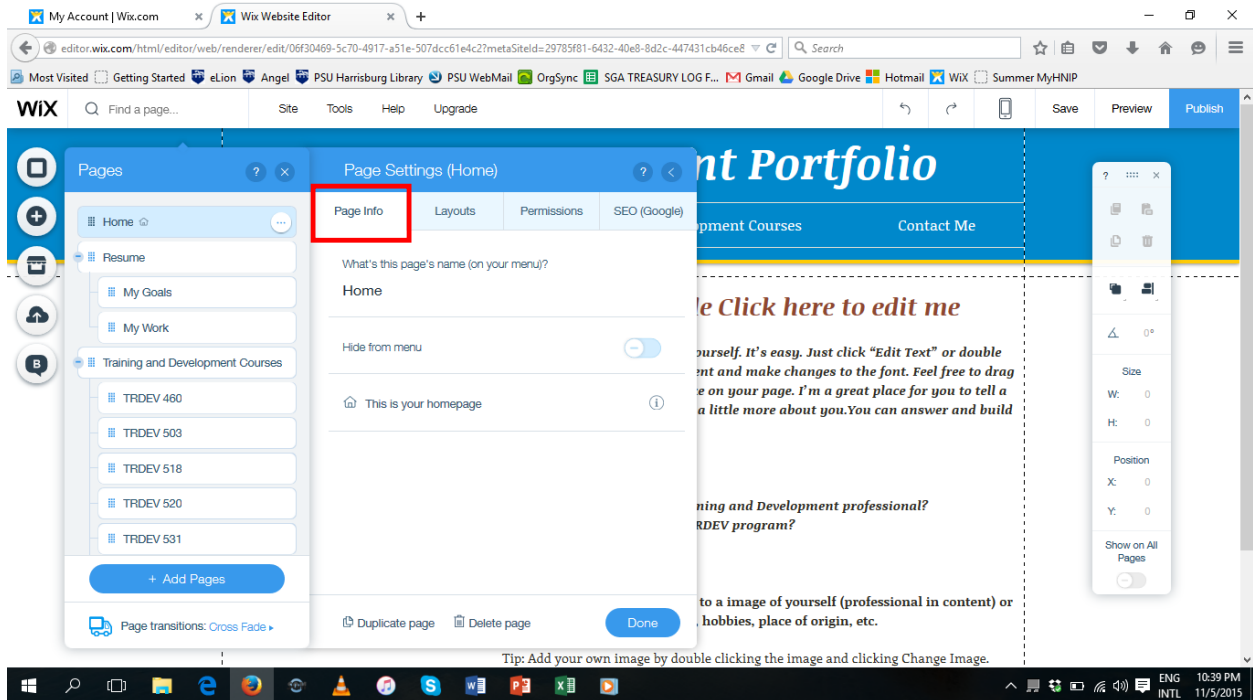 My Account | Wix.com
Wix Website Editor
editor.wix.com/html/editor/web/renderer/edit/06f30469-5c70-4917-a51e-507dcc61e4c2?metaSiteId=29785f81-6432-40e8-8d2c-447431cb46ce8
Search
Most Visited Getting Started eLion Angel PSU Harrisburg Library PSU WebMail OrgSync SGA TREASURY LOG F... Gmail Google Drive Hotmail WiX Summer MyHNIP
WiX Find a page... Site Tools Help Upgrade Save Preview Publish
nt Portfolio
opment Courses Contact Me
Pages ? ×
Home ...
Resume
My Goals
My Work
Training and Development Courses
TRDEV 460
TRDEV 503
TRDEV 518
TRDEV 520
TRDEV 531
+ Add Pages
Page transitions: Cross Fade
Page Settings (Home) ? <
Page Info Layouts Permissions SEO (Google)
What's this page's name (on your menu)?
Home
Hide from menu
This is your homepage i
Duplicate page Delete page Done
le Click here to edit me
ourself. It's easy. Just click “Edit Text” or double
ent and make changes to the font. Feel free to drag
e on your page. I'm a great place for you to tell a
a little more about you.You can answer and build
ning and Development professional?
RDEV program?
to a image of yourself (professional in content) or
, hobbies, place of origin, etc.
Tip: Add your own image by double clicking the image and clicking Change Image.
? ×
0°
Size
W: 0
H: 0
Position
X: 0
Y: 0
Show on All
Pages
B
ENG 10:39 PM
INTL 11/5/2015